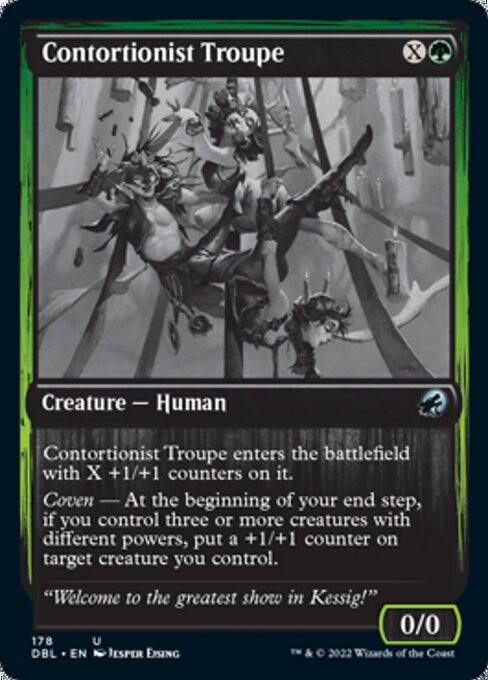 Contortionist Troupe X
Creature — Human
Contortionist Troupe enters the battlefield
with X +1/+1 counters on it.
Coven — At the beginning of your end step,
if you control three or more creatures with
different powers, put a +1/+1 counter on
target creature you control.
“Welcome to the greatest show in Kessig!”
0/0
178 U
DBL • EN Jesper Ejsing ™ & © 2022 Wizards of the Coast